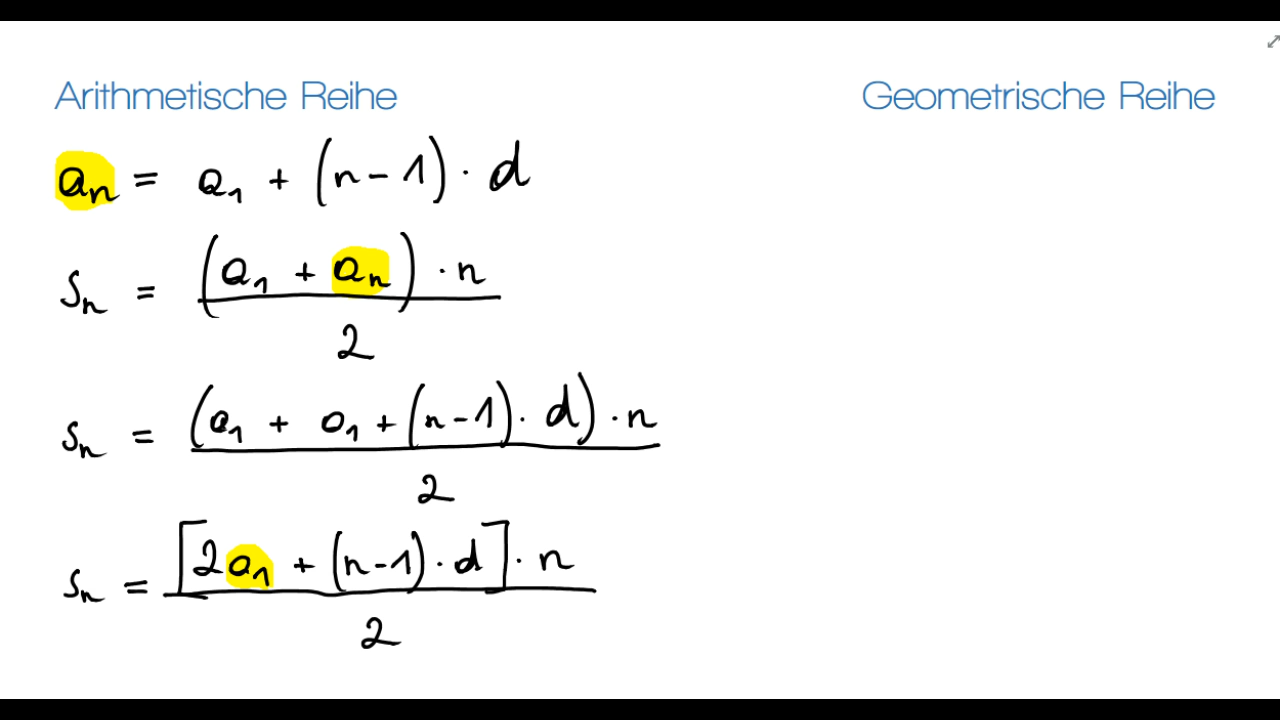 Arithmetische Reihe
Geometrische Reihe
aₙ = a₁ + (n − 1) · d
sₙ = (a₁ + aₙ) · n / 2
sₙ = (a₁ + a₁ + (n − 1) · d) · n / 2
sₙ = [2a₁ + (n − 1) · d] · n / 2